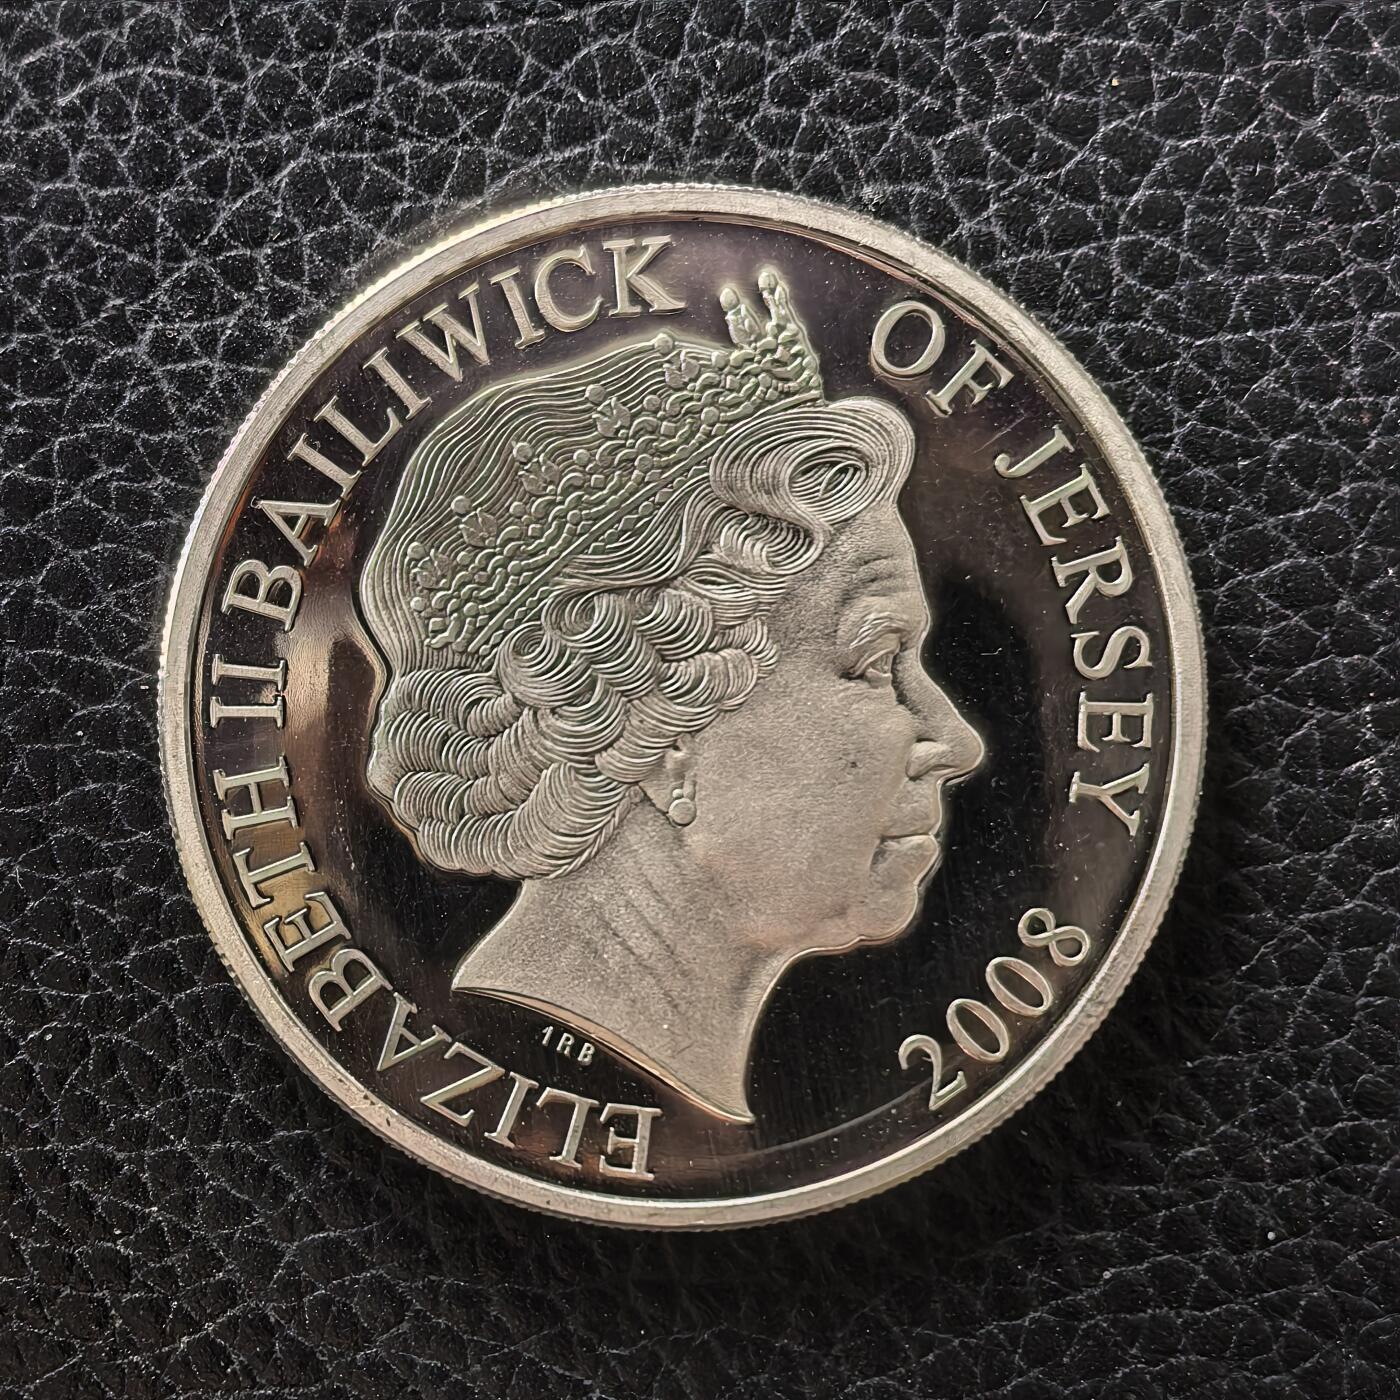 ELIZABETH II BAILIWICK OF JERSEY 2008
IRB